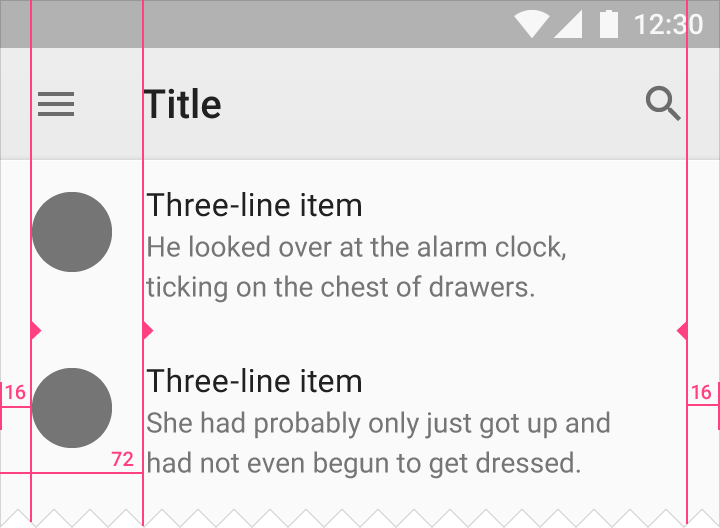 12:30
Title
Three-line item
He looked over at the alarm clock,
ticking on the chest of drawers.
Three-line item
16
16
She had probably only just got up and
72
had not even begun to get dressed.